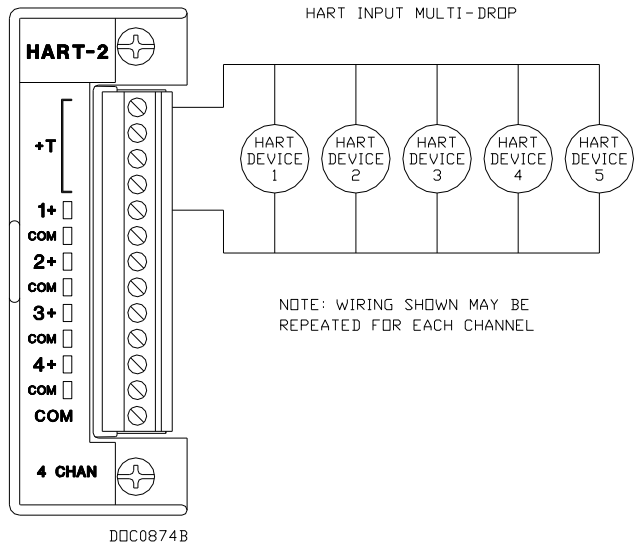 HART INPUT MULTI-DROP
HART-2
+T
1+
COM
2+
COM
3+
COM
4+
COM
COM
4 CHAN
HART
DEVICE
1
HART
DEVICE
2
HART
DEVICE
3
HART
DEVICE
4
HART
DEVICE
5
NOTE: WIRING SHOWN MAY BE
REPEATED FOR EACH CHANNEL
DOC0874B